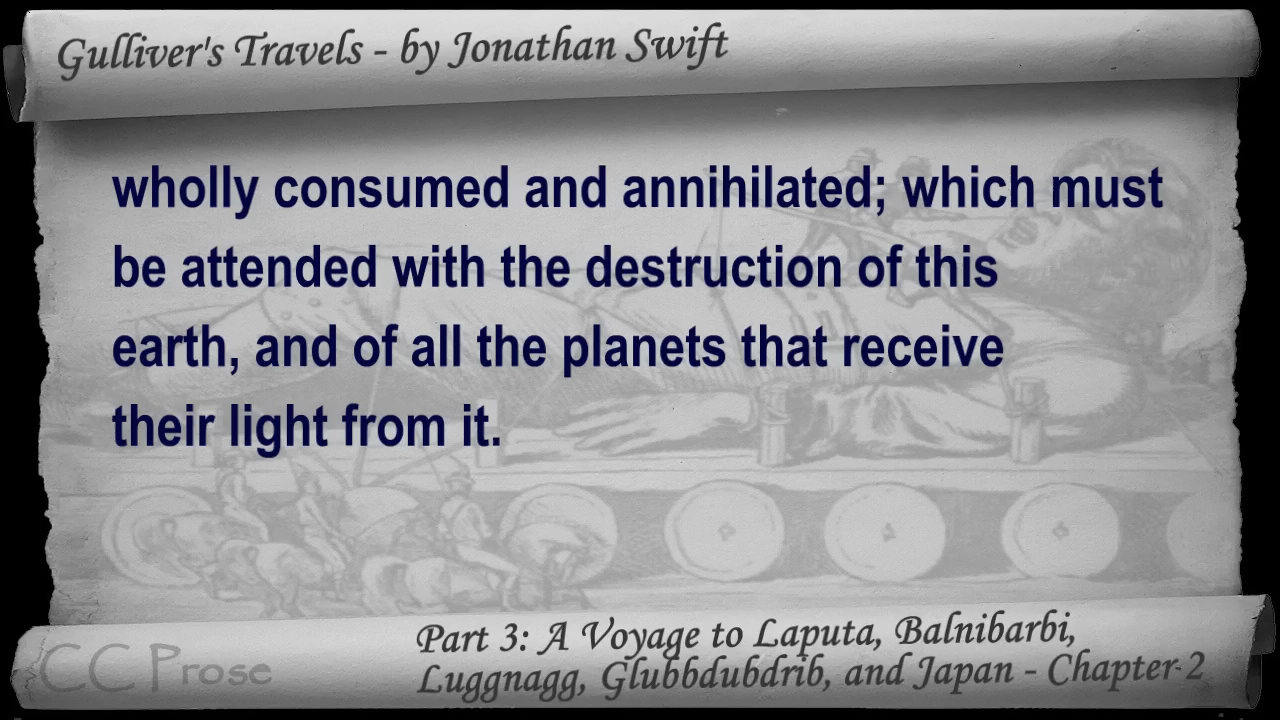 Gulliver's Travels - by Jonathan Swift
wholly consumed and annihilated; which must
be attended with the destruction of this
earth, and of all the planets that receive
their light from it.
Part 3: A Voyage to Laputa, Balnibarbi,
Luggnagg, Glubbdubdrib, and Japan - Chapter 2
CC Prose